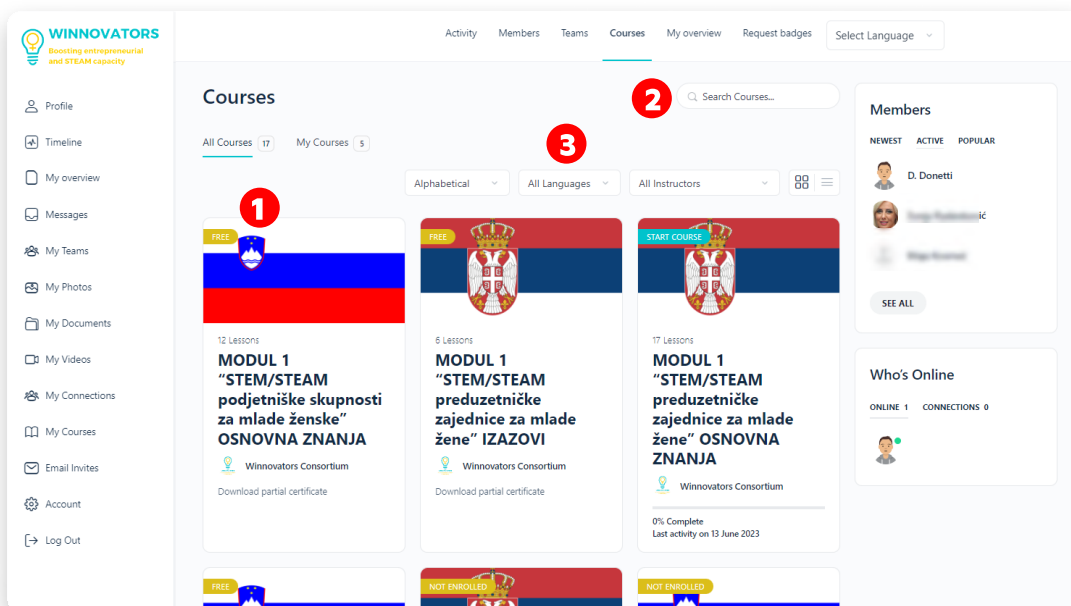 WINNOVATORS
Boosting entrepreneurial
and STEAM capacity
Activity Members Teams Courses My overview Request badges Select Language
Profile
Timeline
My overview
Messages
My Teams
My Photos
My Documents
My Videos
My Connections
My Courses
Email Invites
Account
Log Out
Courses
2
Search Courses...
All Courses 17 My Courses 5
3
Alphabetical All Languages All Instructors
1
FREE
12 Lessons
MODUL 1
“STEM/STEAM
podjetniške skupnosti
za mlade ženske”
OSNOVNA ZNANJA
Winnovators Consortium
Download partial certificate
FREE
6 Lessons
MODUL 1
“STEM/STEAM
preduzetničke
zajednice za mlade
žene” IZAZOVI
Winnovators Consortium
Download partial certificate
START COURSE
17 Lessons
MODUL 1
“STEM/STEAM
preduzetničke
zajednice za mlade
žene” OSNOVNA
ZNANJA
Winnovators Consortium
0% Complete
Last activity on 13 June 2023
FREE
NOT ENROLLED
NOT ENROLLED
Members
NEWEST ACTIVE POPULAR
D. Donetti
ić
SEE ALL
Who's Online
ONLINE 1 CONNECTIONS 0